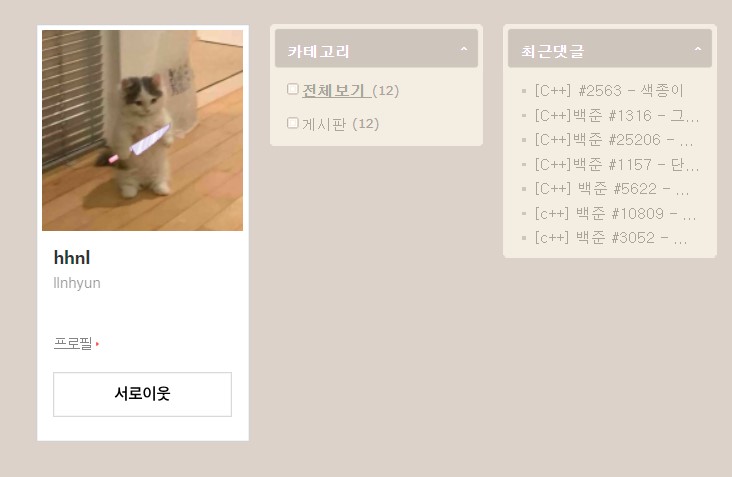 hhnl
llnhyun
프로필
서로이웃
카테고리
전체보기 (12)
게시판 (12)
최근댓글
[C++] #2563 - 색종이
[C++]백준 #1316 - 그...
[C++]백준 #25206 - ...
[C++]백준 #1157 - 단...
[C++] 백준 #5622 - ...
[c++] 백준 #10809 - ...
[c++] 백준 #3052 - ...